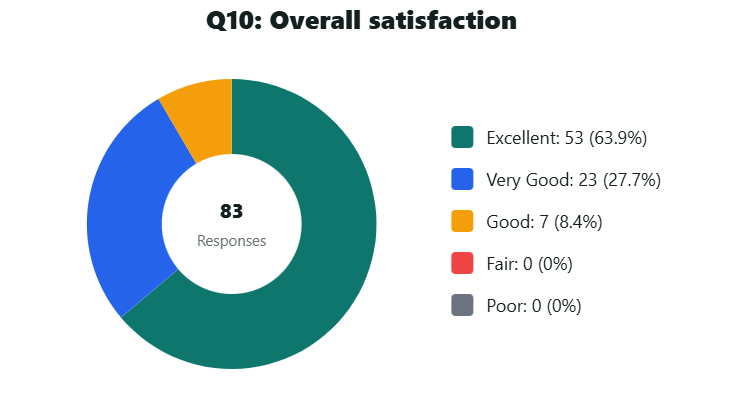 Q10: Overall satisfaction
83
Responses
Excellent: 53 (63.9%)
Very Good: 23 (27.7%)
Good: 7 (8.4%)
Fair: 0 (0%)
Poor: 0 (0%)